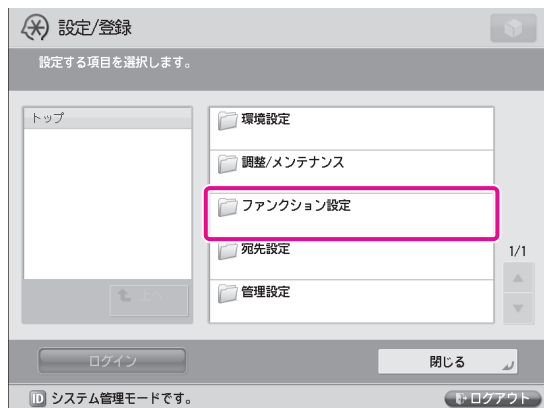 設定/登録
設定する項目を選択します。
トップ
環境設定
調整/メンテナンス
ファンクション設定
宛先設定
1/1
管理設定
上へ
ログイン
閉じる
ID システム管理モードです。
ログアウト